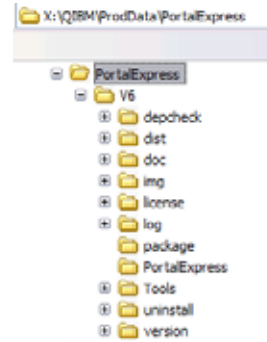 X:\QIBM\ProdData\PortalExpress
PortalExpress
V6
depcheck
dist
doc
img
license
log
package
PortalExpress
Tools
uninstall
version